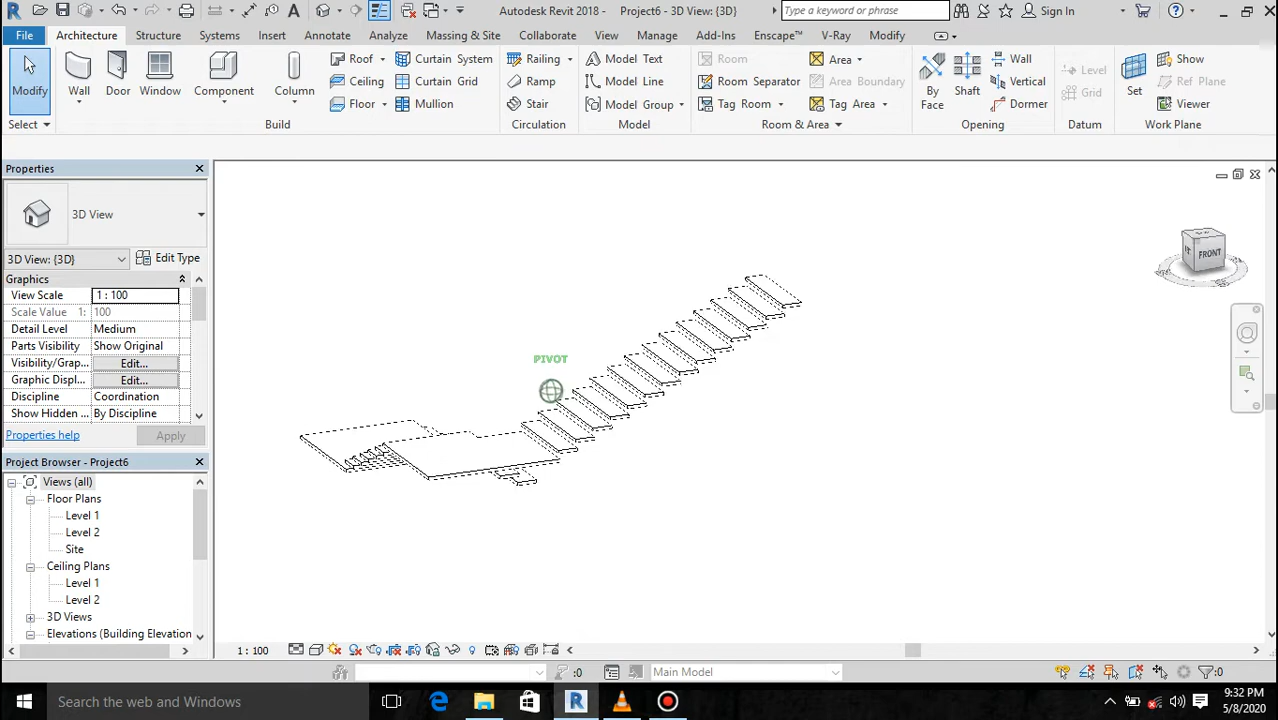 Autodesk Revit 2018 - Project6 - 3D View: {3D}
Type a keyword or phrase
Sign In
File Architecture Structure Systems Insert Annotate Analyze Massing & Site Collaborate View Manage Add-Ins Enscape™ V-Ray Modify
Modify
Wall
Door
Window
Component
Column
Roof
Ceiling
Floor
Curtain System
Curtain Grid
Mullion
Railing
Ramp
Stair
Model Text
Model Line
Model Group
Room
Room Separator
Tag Room
Area
Area Boundary
Tag Area
By
Face
Shaft
Wall
Vertical
Dormer
Level
Grid
Set
Show
Ref Plane
Viewer
Select Build Circulation Model Room & Area Opening Datum Work Plane
Properties
3D View
3D View: {3D}
Edit Type
Graphics
View Scale 1 : 100
Scale Value 1: 100
Detail Level Medium
Parts Visibility Show Original
Visibility/Grap... Edit...
Graphic Displ... Edit...
Discipline Coordination
Show Hidden By Discipline
Properties help Apply
Project Browser - Project6
Views (all)
Floor Plans
Level 1
Level 2
Site
Ceiling Plans
Level 1
Level 2
3D Views
Elevations (Building Elevation
PIVOT
FRONT
1 : 100
:0
Main Model
:0
Search the web and Windows
9:32 PM
5/8/2020